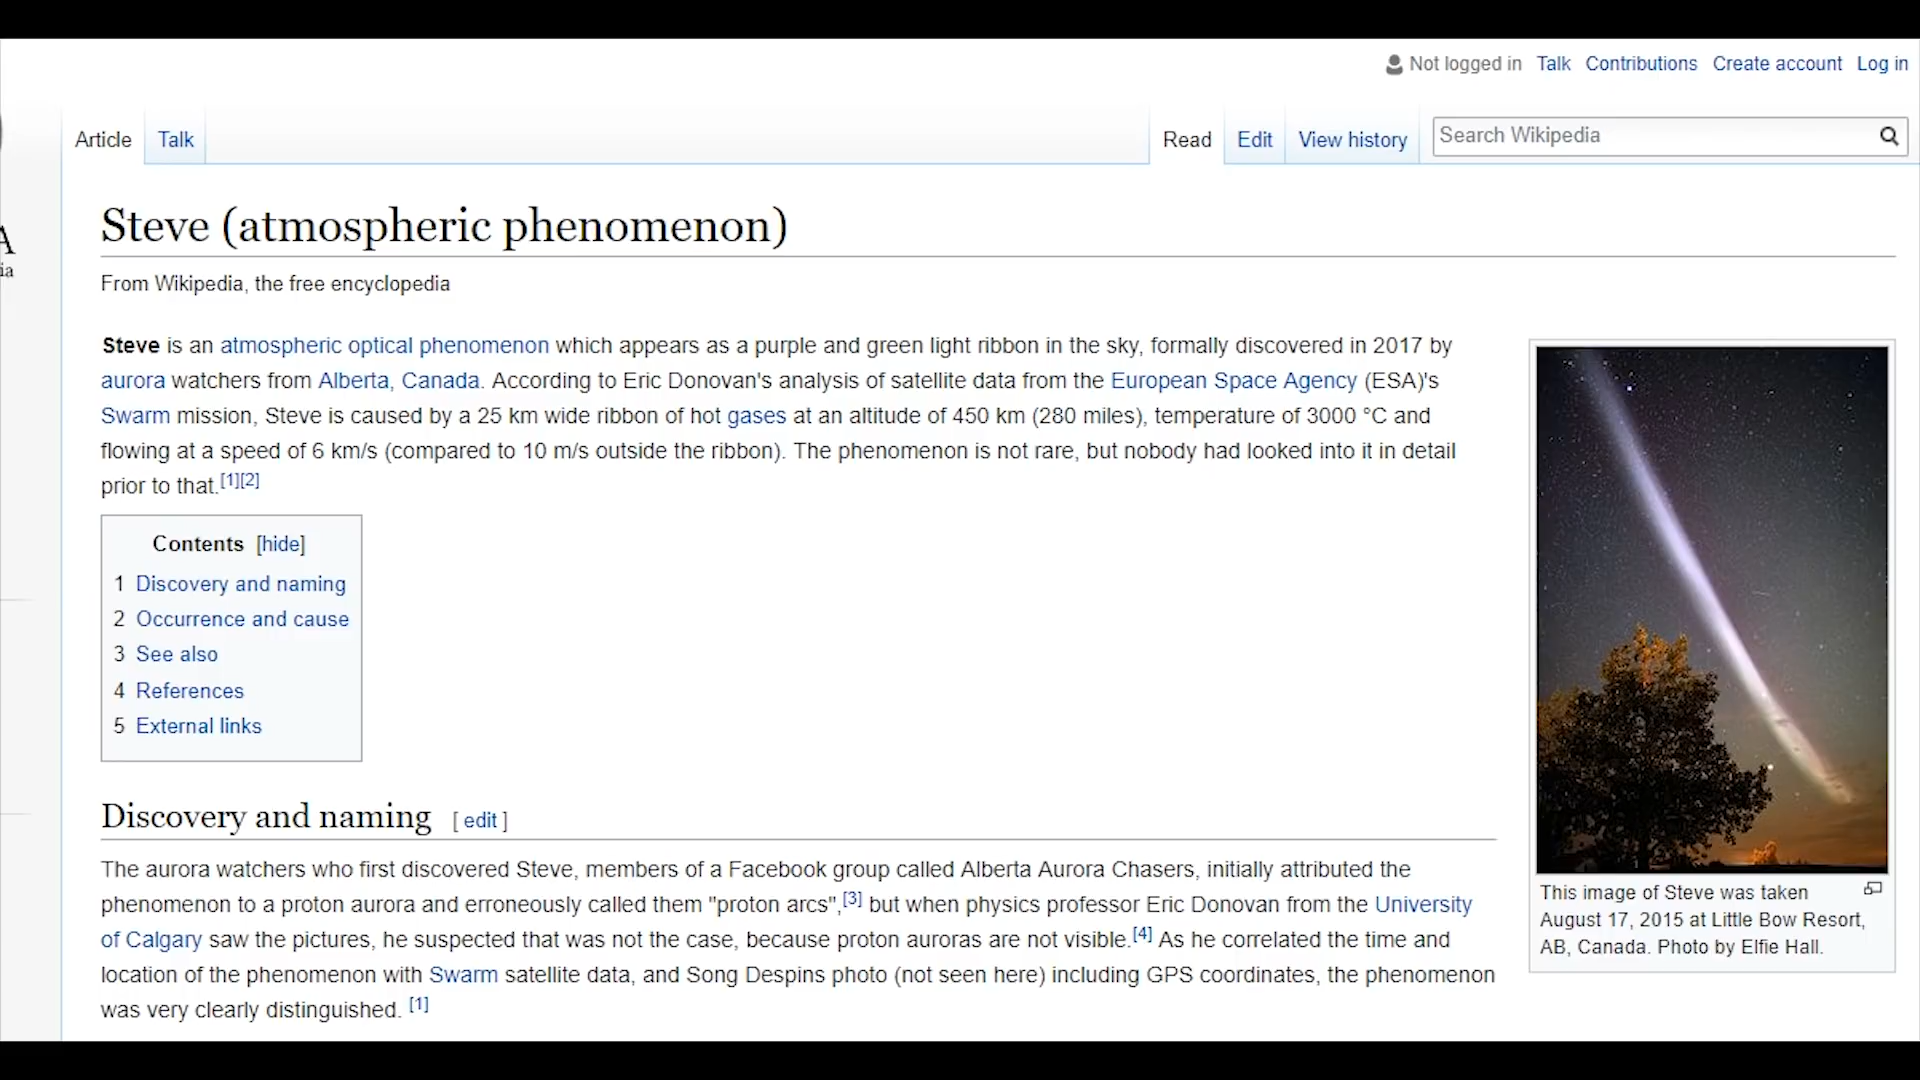 Not logged in Talk Contributions Create account Log in
Article Talk Read Edit View history Search Wikipedia
A
ia
Steve (atmospheric phenomenon)
From Wikipedia, the free encyclopedia
Steve is an atmospheric optical phenomenon which appears as a purple and green light ribbon in the sky, formally discovered in 2017 by
aurora watchers from Alberta, Canada. According to Eric Donovan's analysis of satellite data from the European Space Agency (ESA)'s
Swarm mission, Steve is caused by a 25 km wide ribbon of hot gases at an altitude of 450 km (280 miles), temperature of 3000 °C and
flowing at a speed of 6 km/s (compared to 10 m/s outside the ribbon). The phenomenon is not rare, but nobody had looked into it in detail
prior to that.[1][2]
Contents [hide]
1 Discovery and naming
2 Occurrence and cause
3 See also
4 References
5 External links
Discovery and naming [ edit ]
The aurora watchers who first discovered Steve, members of a Facebook group called Alberta Aurora Chasers, initially attributed the
phenomenon to a proton aurora and erroneously called them "proton arcs",[3] but when physics professor Eric Donovan from the University
of Calgary saw the pictures, he suspected that was not the case, because proton auroras are not visible.[4] As he correlated the time and
location of the phenomenon with Swarm satellite data, and Song Despins photo (not seen here) including GPS coordinates, the phenomenon
was very clearly distinguished. [1]
This image of Steve was taken
August 17, 2015 at Little Bow Resort,
AB, Canada. Photo by Elfie Hall.